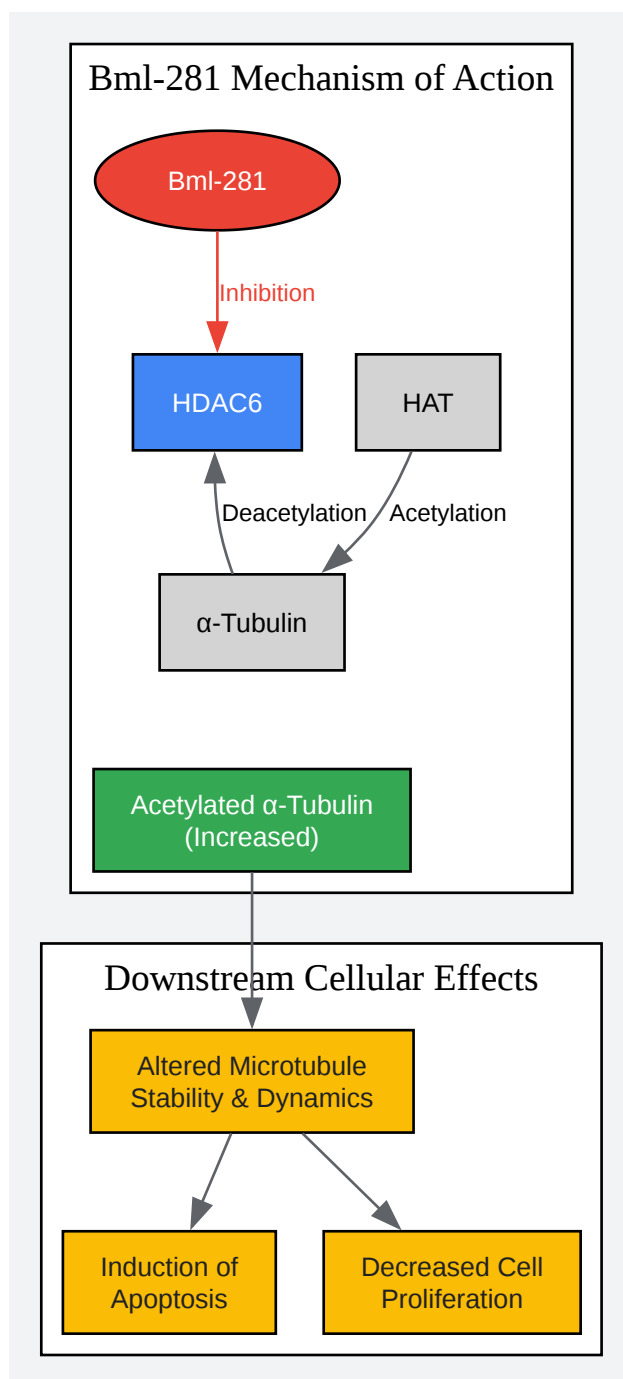 Bml-281 Mechanism of Action
Bml-281
Inhibition
HDAC6
HAT
Deacetylation
Acetylation
α-Tubulin
Acetylated α-Tubulin
(Increased)
Downstream Cellular Effects
Altered Microtubule
Stability & Dynamics
Induction of
Apoptosis
Decreased Cell
Proliferation